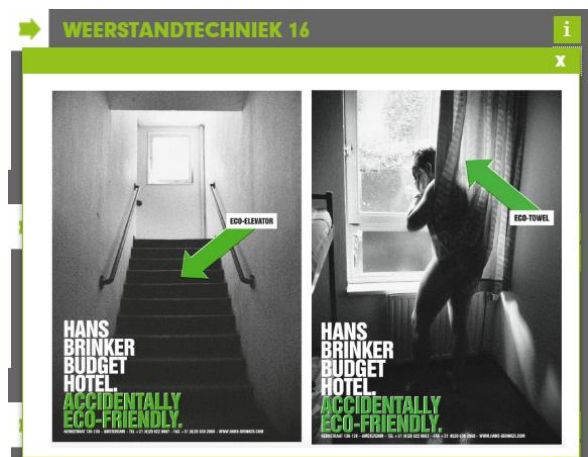 WEERSTANDTECHNIEK 16
i
x
ECO-ELEVATOR
HANS
BRINKER
BUDGET
HOTEL.
ACCIDENTALLY
ECO-FRIENDLY.
ECO-TOWEL
HANS
BRINKER
BUDGET
HOTEL.
ACCIDENTALLY
ECO-FRIENDLY.